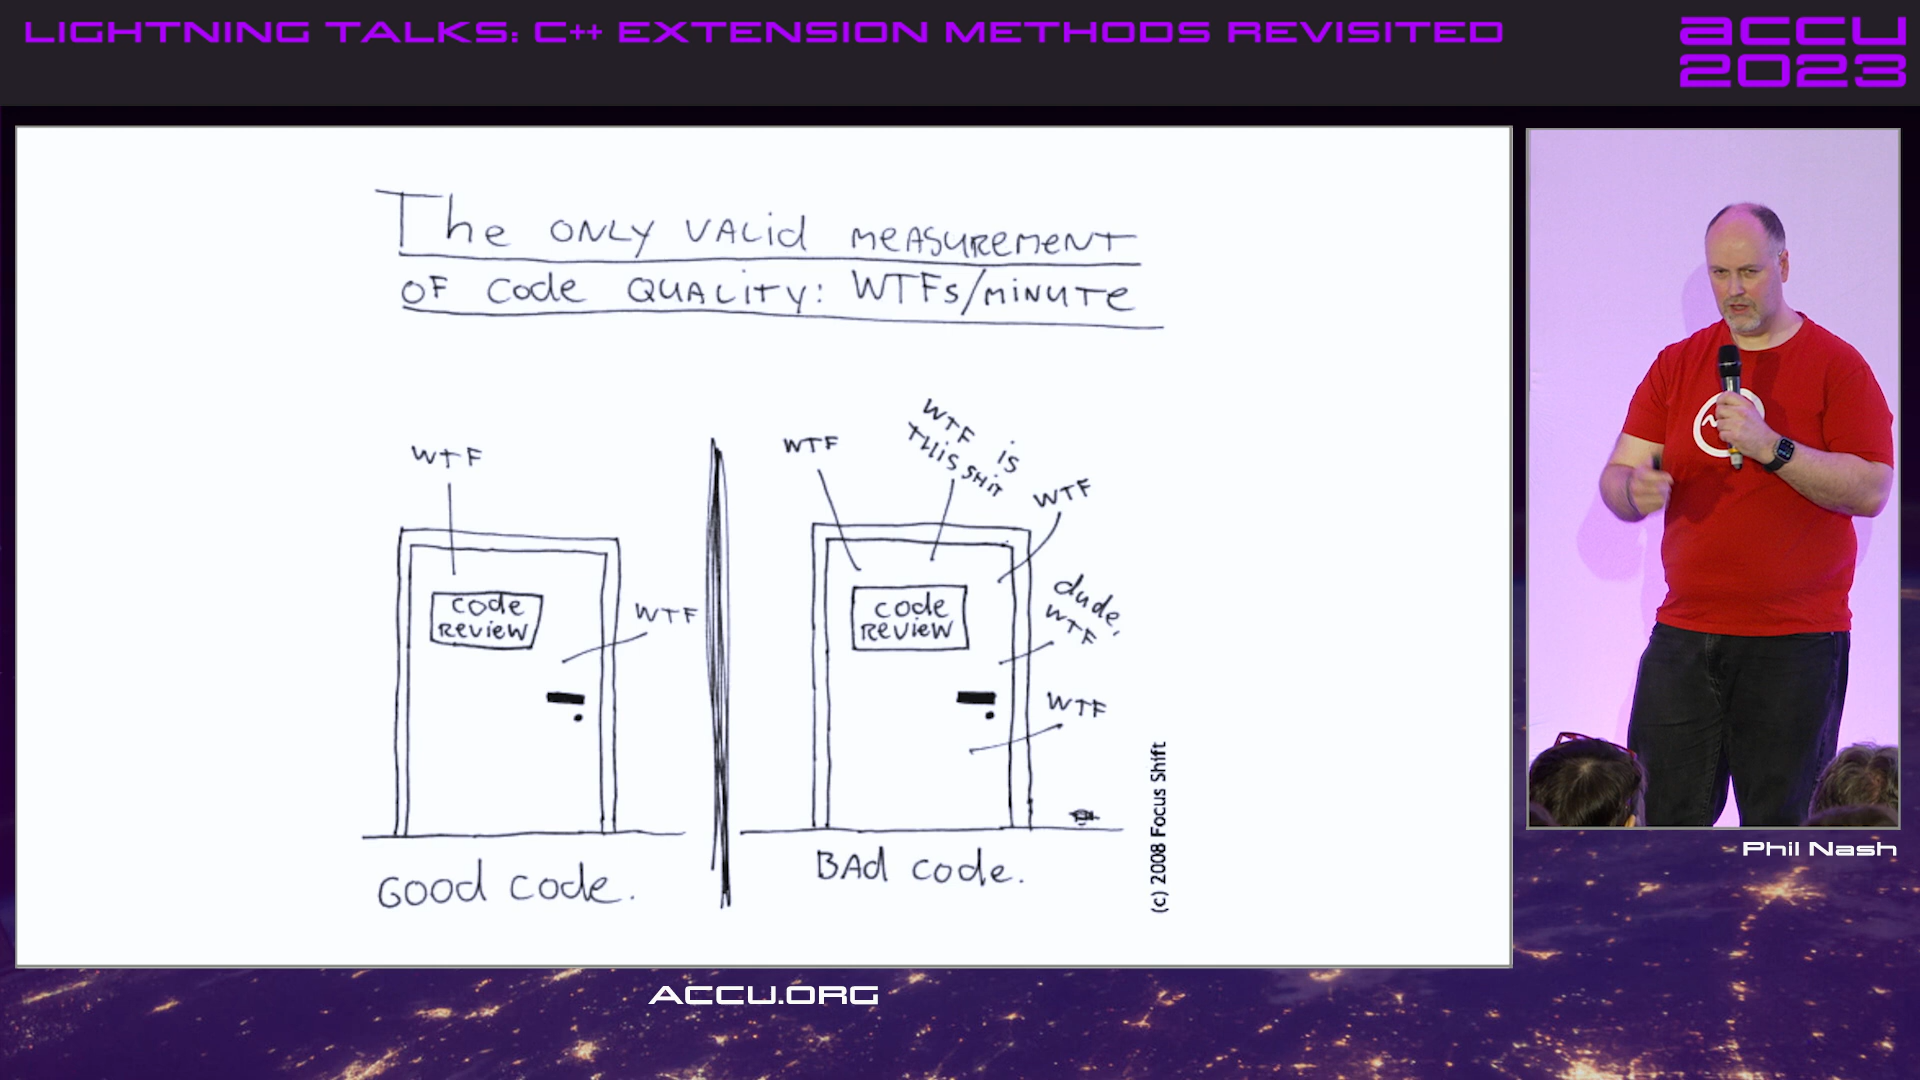 LIGHTNING TALKS: C++ EXTENSION METHODS REVISITED
accu
2023
The ONLY VALid MEASUREMENT
OF Code QUALITY: WTFs/MINUTE
WTF
code
REVIEW
WTF
Good code.
WTF
WTF is
THiS SHiT
WTF
dude,
WTF
code
REVIEW
WTF
BAd code.
(c) 2008 Focus Shift
Phil Nash
ACCU.ORG